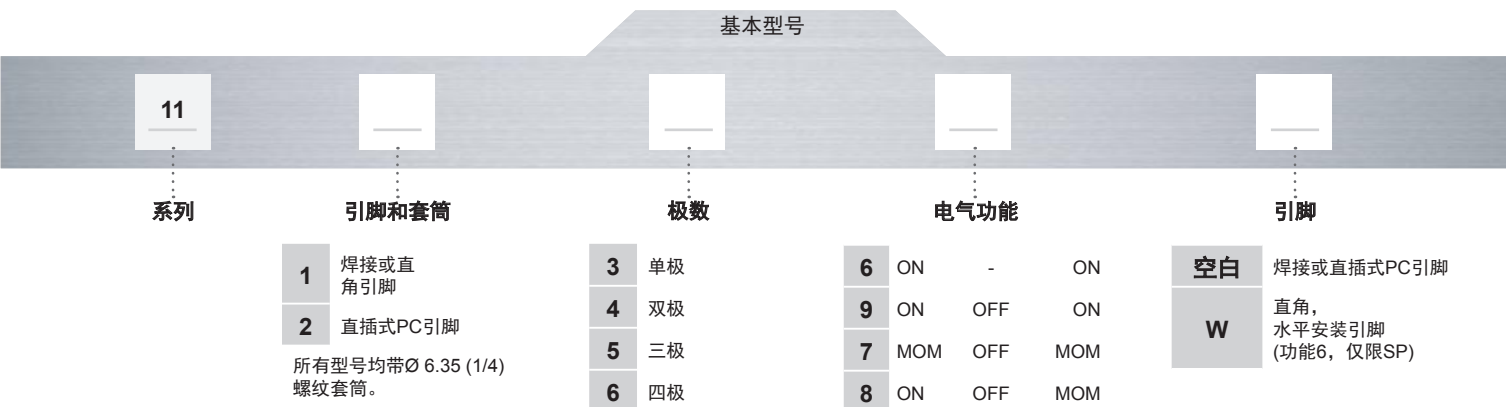 基本型号
11
系列
引脚和套筒
极数
电气功能
引脚
1 焊接或直
角引脚
2 直插式PC引脚
所有型号均带Ø 6.35 (1/4)
螺纹套筒。
3 单极
4 双极
5 三极
6 四极
6 ON - ON
9 ON OFF ON
7 MOM OFF MOM
8 ON OFF MOM
空白 焊接或直插式PC引脚
W 直角，
水平安装引脚
(功能6，仅限SP)